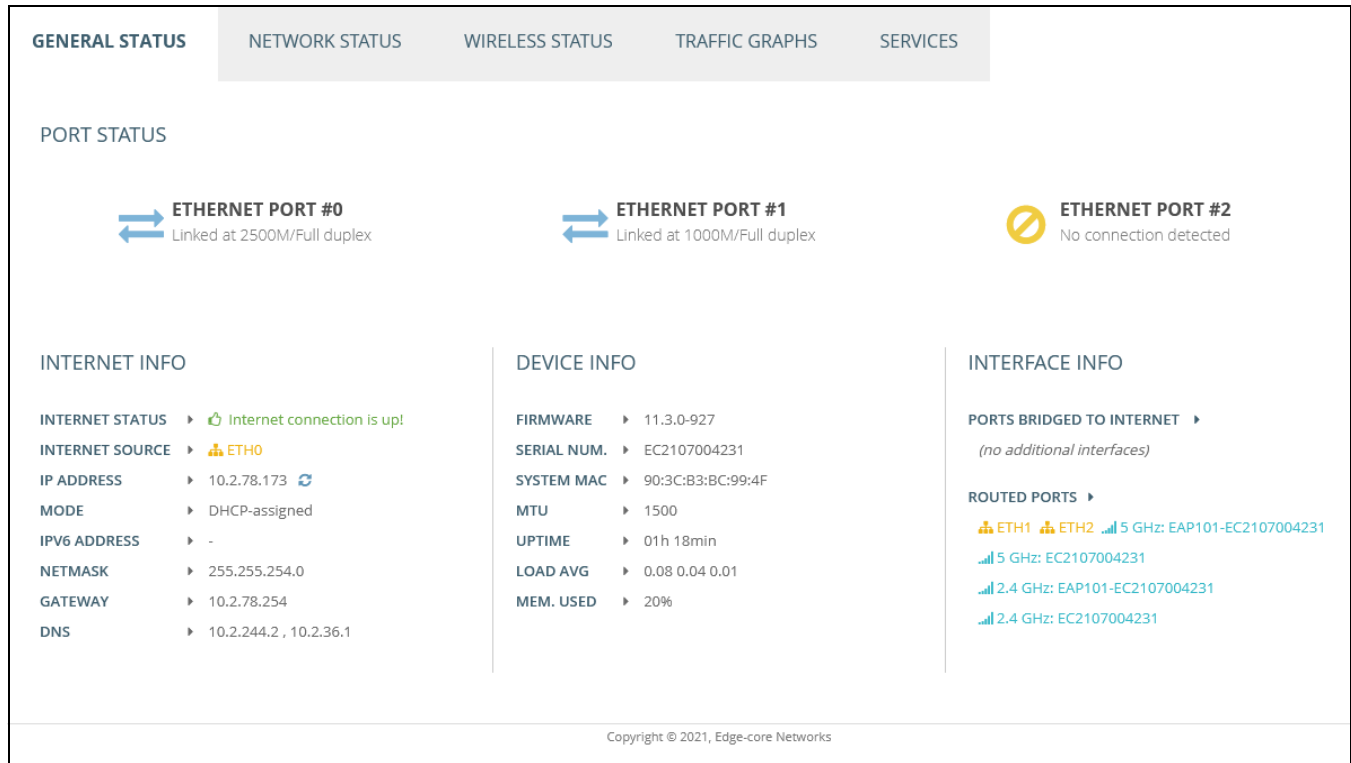 GENERAL STATUS NETWORK STATUS WIRELESS STATUS TRAFFIC GRAPHS SERVICES
PORT STATUS
ETHERNET PORT #0
Linked at 2500M/Full duplex
ETHERNET PORT #1
Linked at 1000M/Full duplex
ETHERNET PORT #2
No connection detected
INTERNET INFO
INTERNET STATUS Internet connection is up!
INTERNET SOURCE ETH0
IP ADDRESS 10.2.78.173
MODE DHCP-assigned
IPV6 ADDRESS -
NETMASK 255.255.254.0
GATEWAY 10.2.78.254
DNS 10.2.244.2 , 10.2.36.1
DEVICE INFO
FIRMWARE 11.3.0-927
SERIAL NUM. EC2107004231
SYSTEM MAC 90:3C:B3:BC:99:4F
MTU 1500
UPTIME 01h 18min
LOAD AVG 0.08 0.04 0.01
MEM. USED 20%
INTERFACE INFO
PORTS BRIDGED TO INTERNET
(no additional interfaces)
ROUTED PORTS
ETH1 ETH2 5 GHz: EAP101-EC2107004231
5 GHz: EC2107004231
2.4 GHz: EAP101-EC2107004231
2.4 GHz: EC2107004231
Copyright © 2021, Edge-core Networks